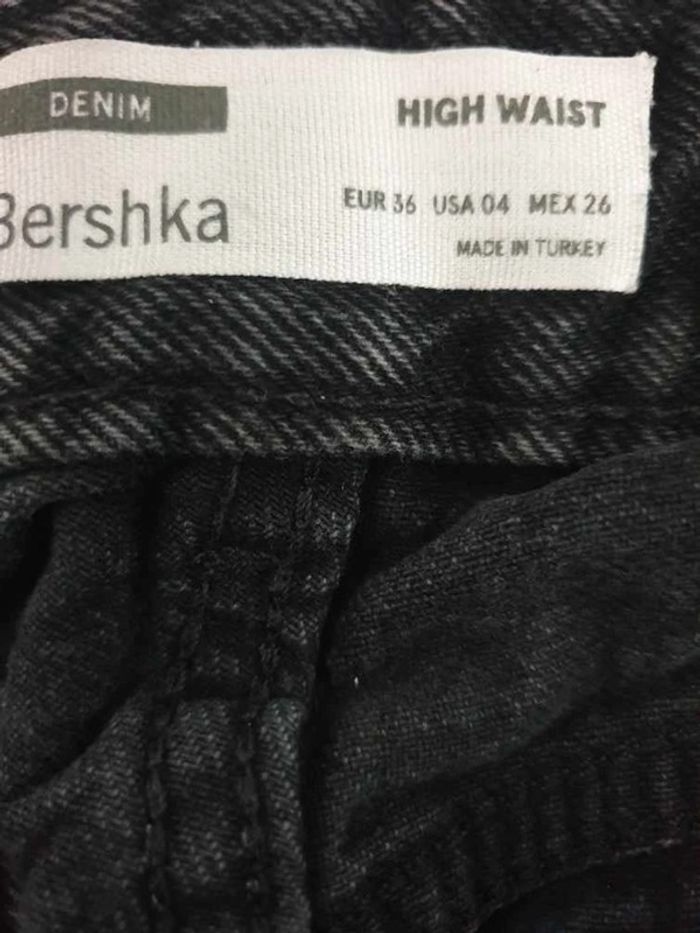 DENIM
HIGH WAIST
Bershka
EUR 36 USA 04 MEX 26
MADE IN TURKEY